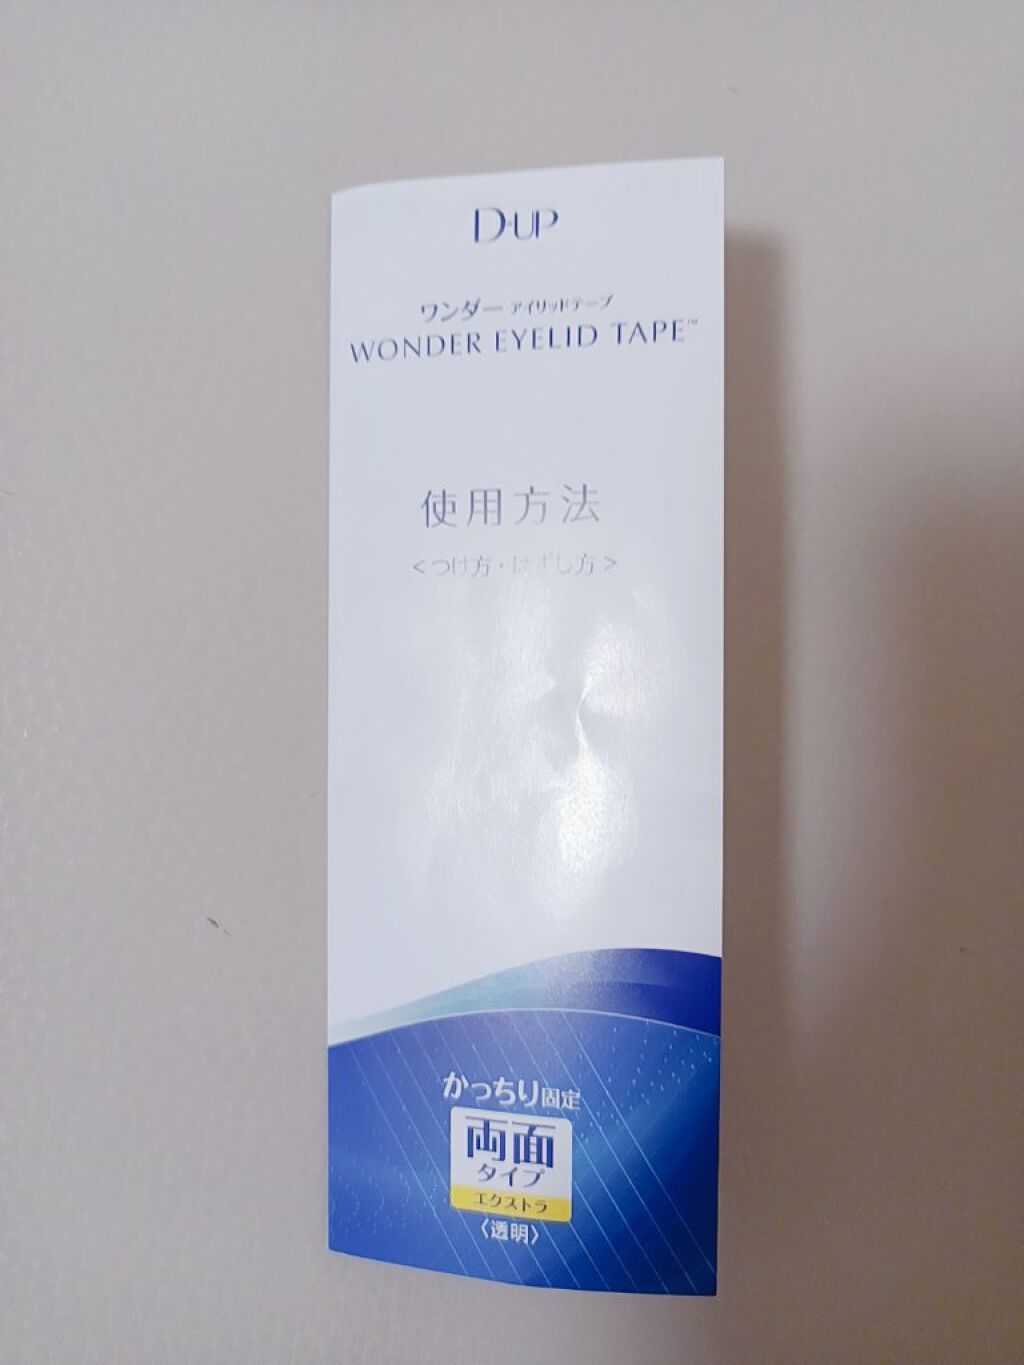 D-UP
ワンダー アイリッドテープ
WONDER EYELID TAPE™
使用方法
<つけ方・はずし方>
かっちり固定
両面
タイプ
エクストラ
〈透明〉